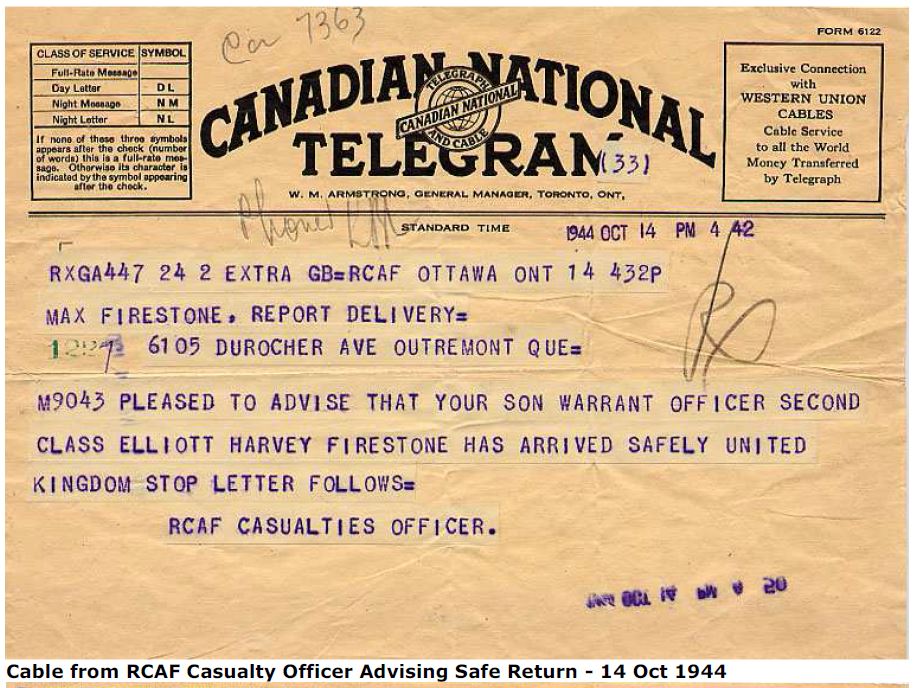 Car 7363
FORM 6122
CLASS OF SERVICE SYMBOL
Full-Rate Message
Day Letter D L
Night Message N M
Night Letter N L
If none of these three symbols
appears after the check (number
of words) this is a full-rate mes-
sage. Otherwise its character is
indicated by the symbol appearing
after the check.
CANADIAN NATIONAL
TELEGRAPH
CANADIAN NATIONAL
AND CABLE
TELEGRAM
(33)
W. M. ARMSTRONG, GENERAL MANAGER, TORONTO, ONT,
Exclusive Connection
with
WESTERN UNION
CABLES
Cable Service
to all the World
Money Transferred
by Telegraph
STANDARD TIME
1944 OCT 14 PM 4 42
RXGA447 24 2 EXTRA GB=RCAF OTTAWA ONT 14 432P
MAX FIRESTONE, REPORT DELIVERY=
6105 DUROCHER AVE OUTREMONT QUE=
M9043 PLEASED TO ADVISE THAT YOUR SON WARRANT OFFICER SECOND
CLASS ELLIOTT HARVEY FIRESTONE HAS ARRIVED SAFELY UNITED
KINGDOM STOP LETTER FOLLOWS=
RCAF CASUALTIES OFFICER.
OCT 14 PM 20
Cable from RCAF Casualty Officer Advising Safe Return - 14 Oct 1944